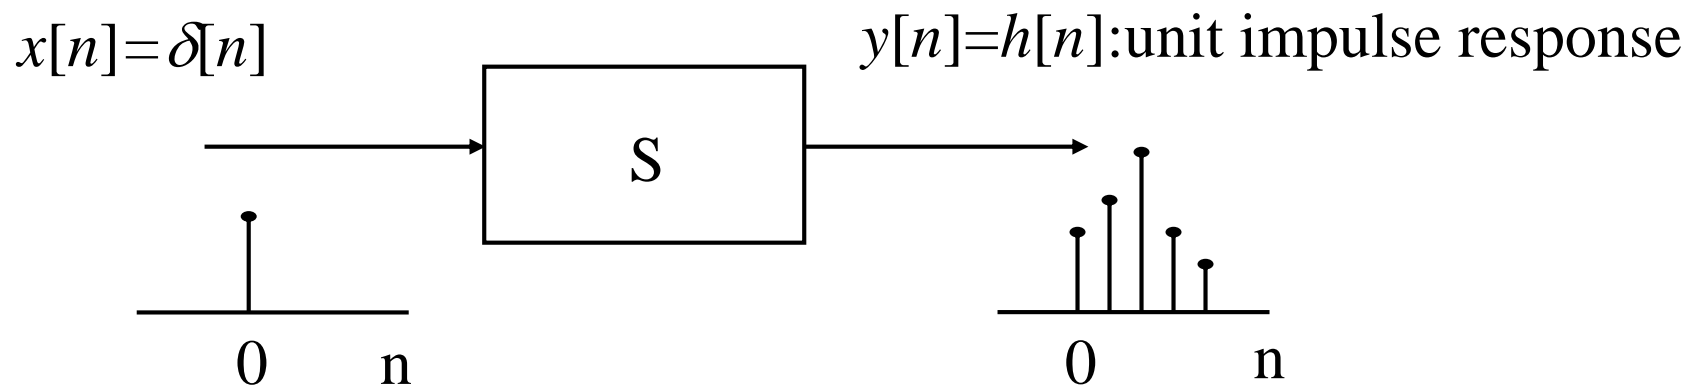 x[n]=δ[n]
y[n]=h[n]:unit impulse response
S
0 n
0 n